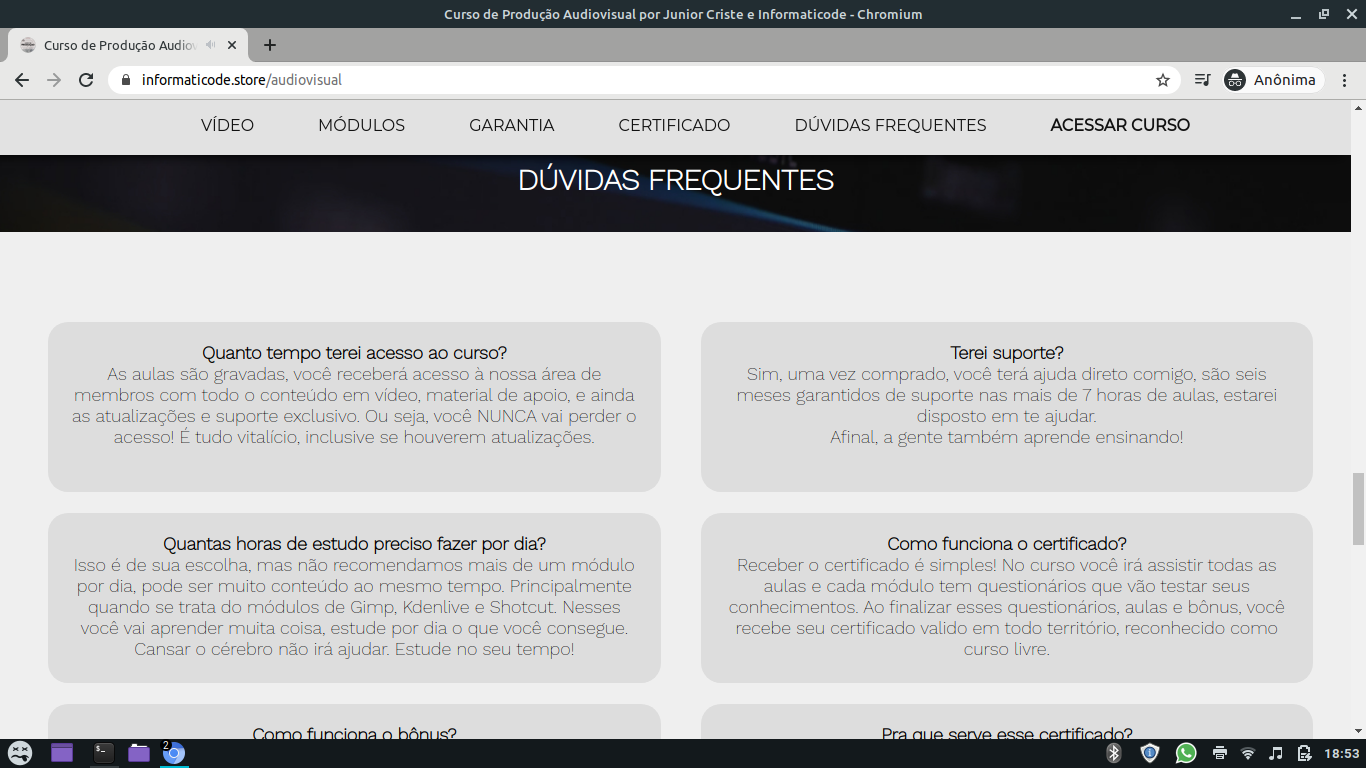 Curso de Produção Audiovisual por Junior Criste e Informaticode - Chromium
Curso de Produção Audiov
informaticode.store/audiovisual
Anônima
VÍDEO
MÓDULOS
GARANTIA
CERTIFICADO
DÚVIDAS FREQUENTES
ACESSAR CURSO
DÚVIDAS FREQUENTES
Quanto tempo terei acesso ao curso?
As aulas são gravadas, você receberá acesso à nossa área de
membros com todo o conteúdo em vídeo, material de apoio, e ainda
as atualizações e suporte exclusivo. Ou seja, você NUNCA vai perder o
acesso! É tudo vitalício, inclusive se houverem atualizações.
Terei suporte?
Sim, uma vez comprado, você terá ajuda direto comigo, são seis
meses garantidos de suporte nas mais de 7 horas de aulas, estarei
disposto em te ajudar.
Afinal, a gente também aprende ensinando!
Quantas horas de estudo preciso fazer por dia?
Isso é de sua escolha, mas não recomendamos mais de um módulo
por dia, pode ser muito conteúdo ao mesmo tempo. Principalmente
quando se trata do módulos de Gimp, Kdenlive e Shotcut. Nesses
você vai aprender muita coisa, estude por dia o que você consegue.
Cansar o cérebro não irá ajudar. Estude no seu tempo!
Como funciona o certificado?
Receber o certificado é simples! No curso você irá assistir todas as
aulas e cada módulo tem questionários que vão testar seus
conhecimentos. Ao finalizar esses questionários, aulas e bônus, você
recebe seu certificado valido em todo território, reconhecido como
curso livre.
Como funciona o bônus?
Pra que serve esse certificado?
2
18:53